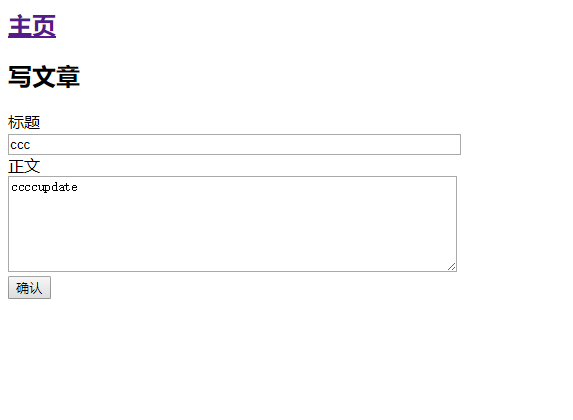 主页
写文章
标题
ccc
正文
ccccupdate
确认